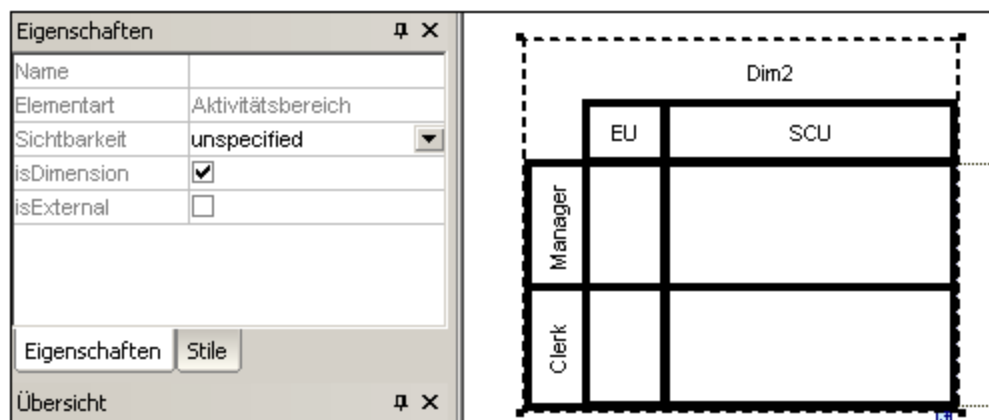 Eigenschaften
Name
Elementart Aktivitätsbereich
Sichtbarkeit unspecified
isDimension
isExternal
Eigenschaften Stile
Übersicht
Dim2
EU SCU
Manager
Clerk